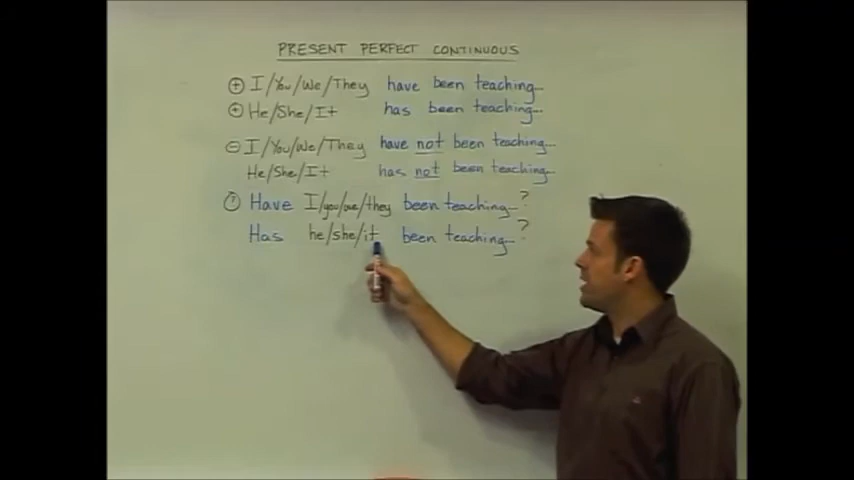 PRESENT PERFECT CONTINUOUS
+ I/You/We/They have been teaching...
+ He/She/It has been teaching...
- I/You/We/They have not been teaching...
He/She/It has not been teaching...
? Have I/you/we/they been teaching...?
Has he/she/it been teaching...?